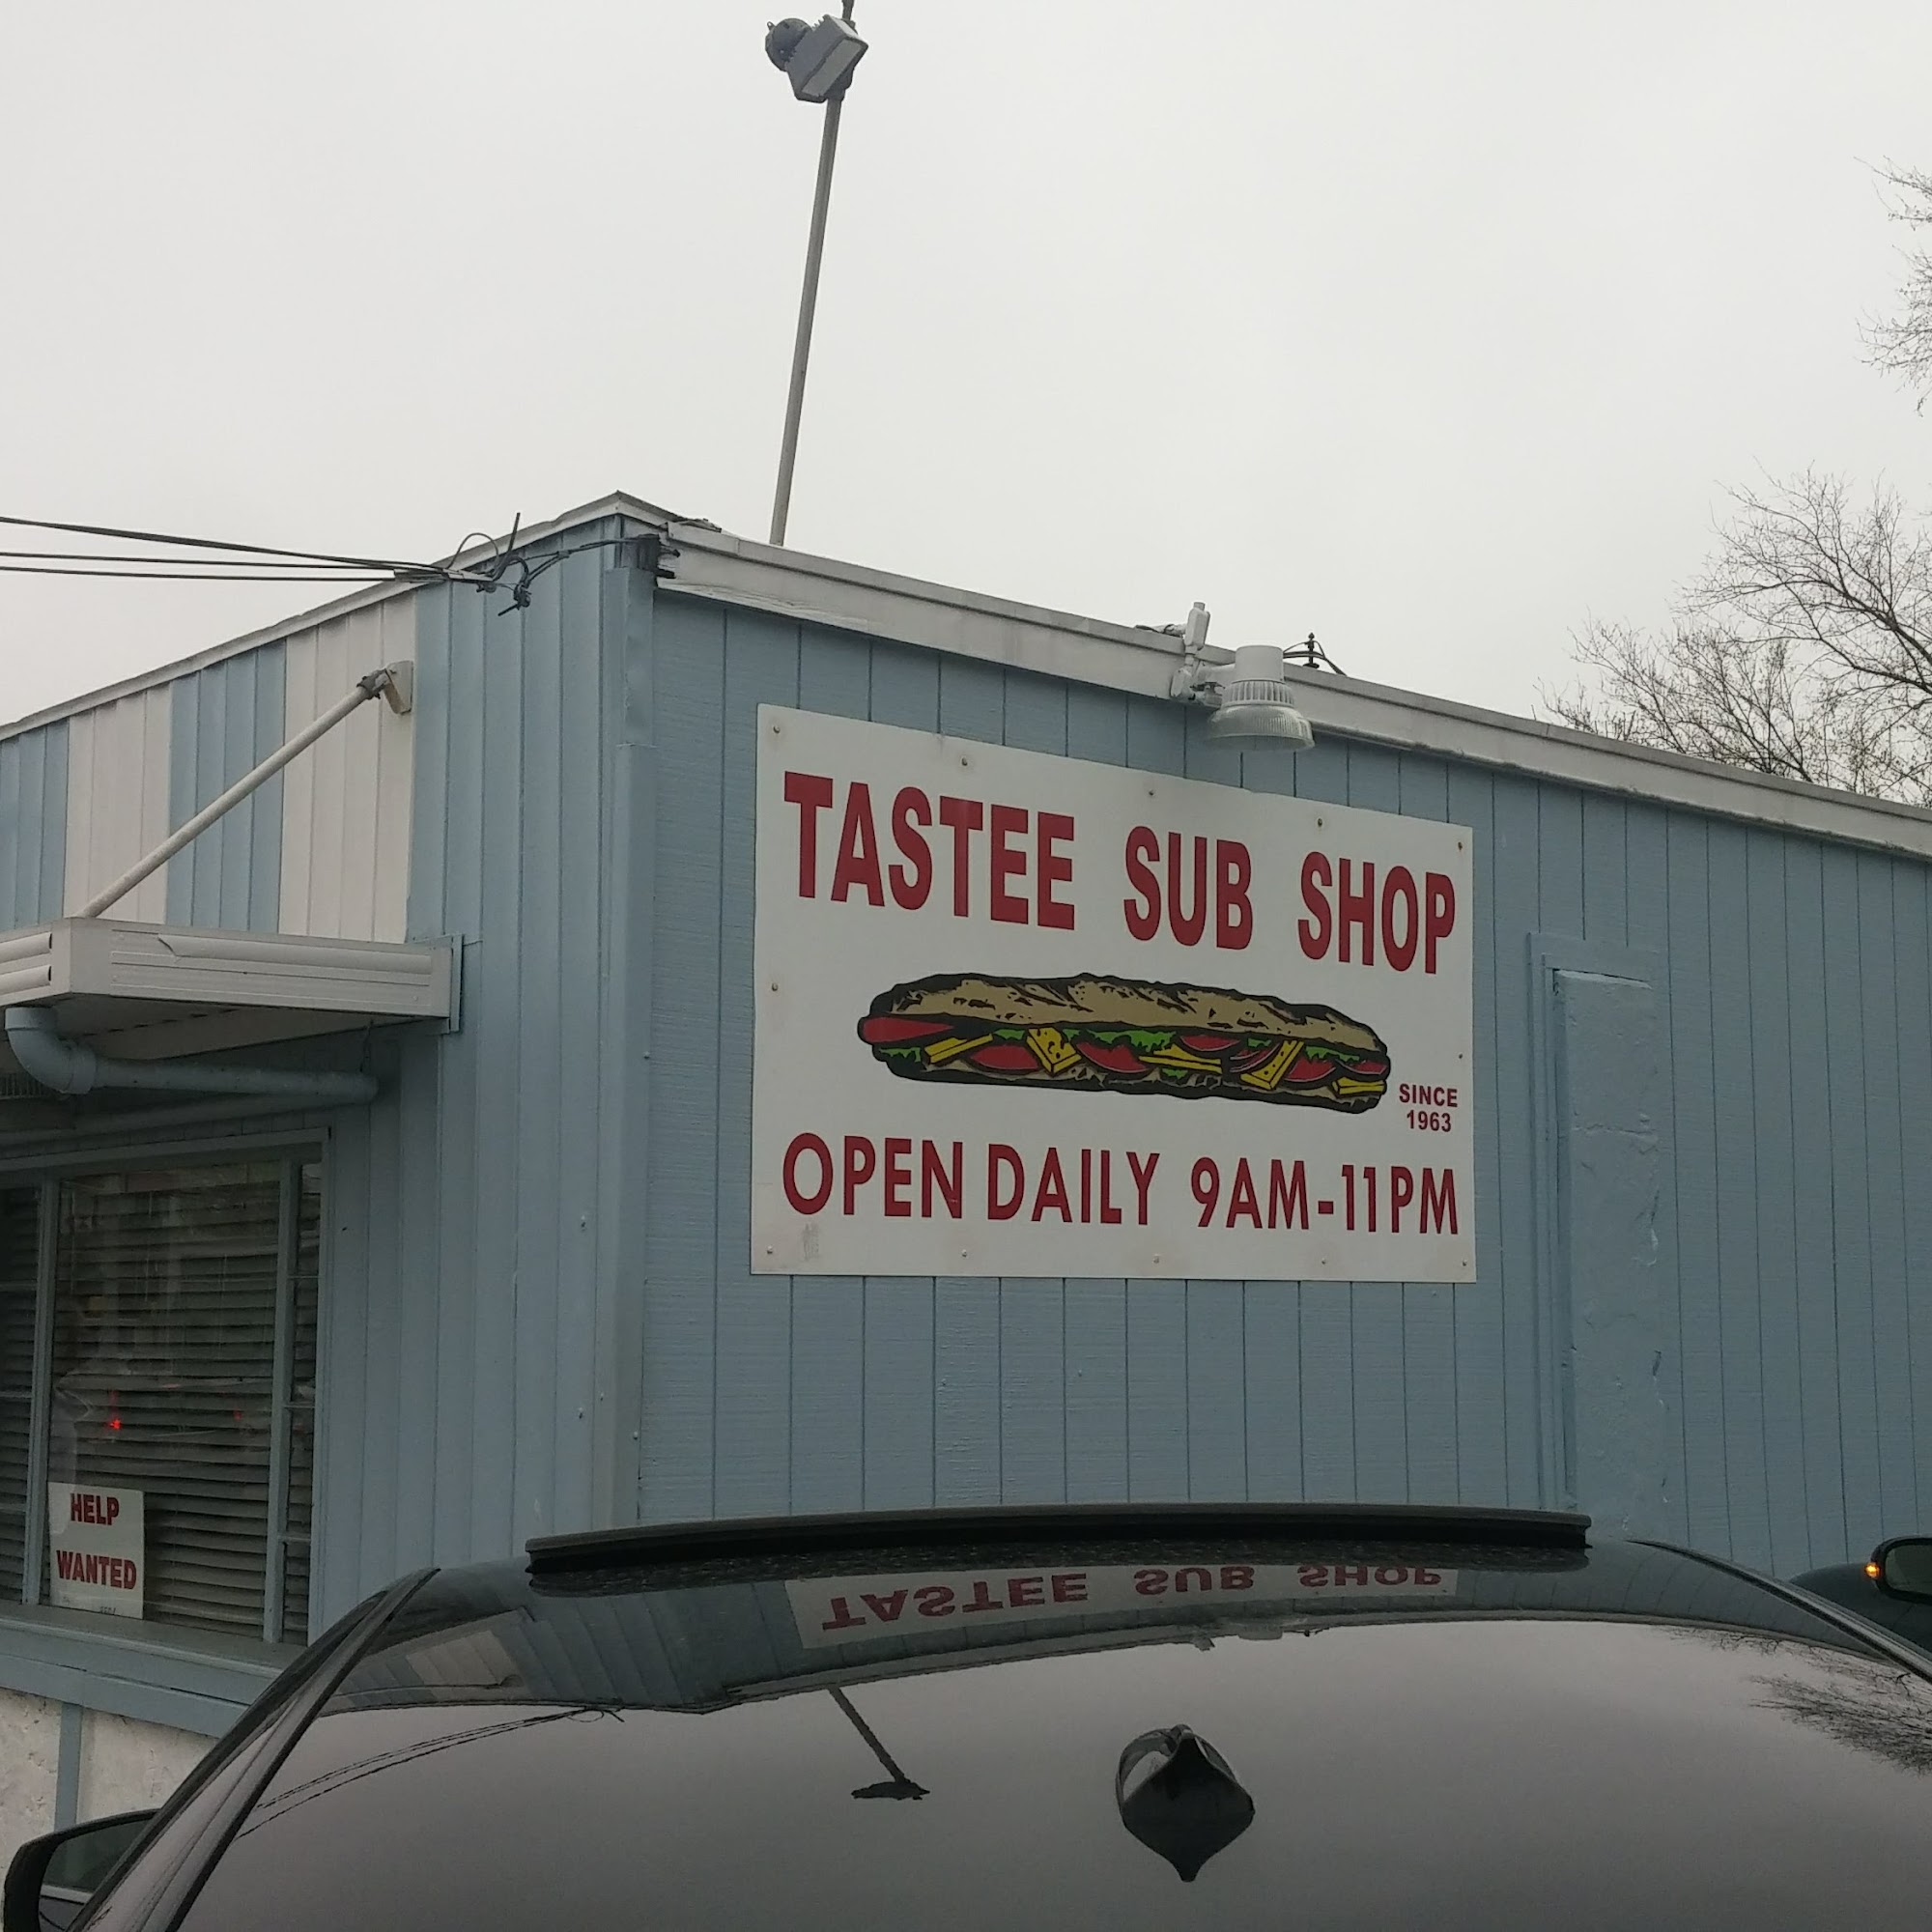 TASTEE SUB SHOP
SINCE
1963
OPEN DAILY 9AM-11PM
HELP
WANTED
TASTEE SUB SHOP